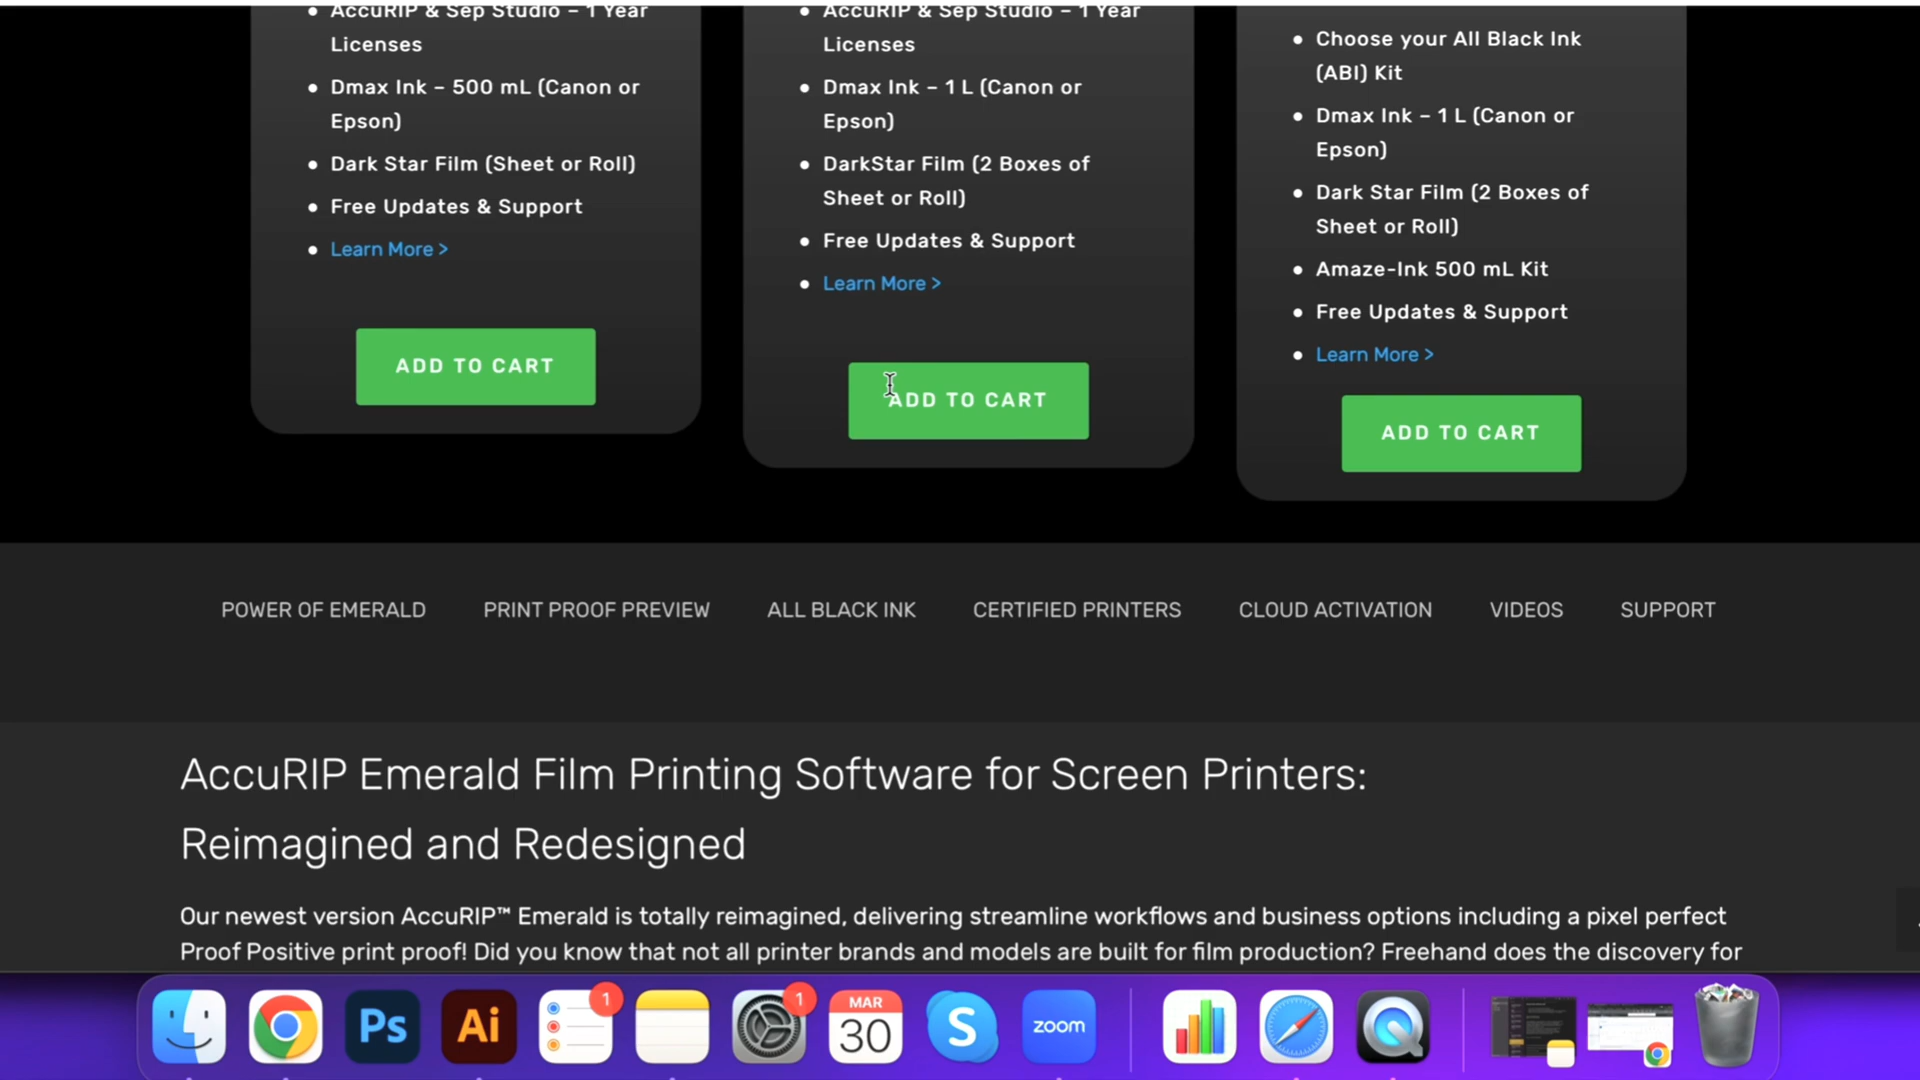 AccuRIP & Sep Studio – 1 Year
Licenses
Dmax Ink – 500 mL (Canon or
Epson)
Dark Star Film (Sheet or Roll)
Free Updates & Support
Learn More >
ADD TO CART
AccuRIP & Sep Studio – 1 Year
Licenses
Dmax Ink – 1 L (Canon or
Epson)
DarkStar Film (2 Boxes of
Sheet or Roll)
Free Updates & Support
Learn More >
ADD TO CART
Choose your All Black Ink
(ABI) Kit
Dmax Ink – 1 L (Canon or
Epson)
Dark Star Film (2 Boxes of
Sheet or Roll)
Amaze-Ink 500 mL Kit
Free Updates & Support
Learn More >
ADD TO CART
POWER OF EMERALD PRINT PROOF PREVIEW ALL BLACK INK CERTIFIED PRINTERS CLOUD ACTIVATION VIDEOS SUPPORT
AccuRIP Emerald Film Printing Software for Screen Printers:
Reimagined and Redesigned
Our newest version AccuRIP™ Emerald is totally reimagined, delivering streamline workflows and business options including a pixel perfect
Proof Positive print proof! Did you know that not all printer brands and models are built for film production? Freehand does the discovery for
Ps
Ai
1
1
MAR
30
S
zoom